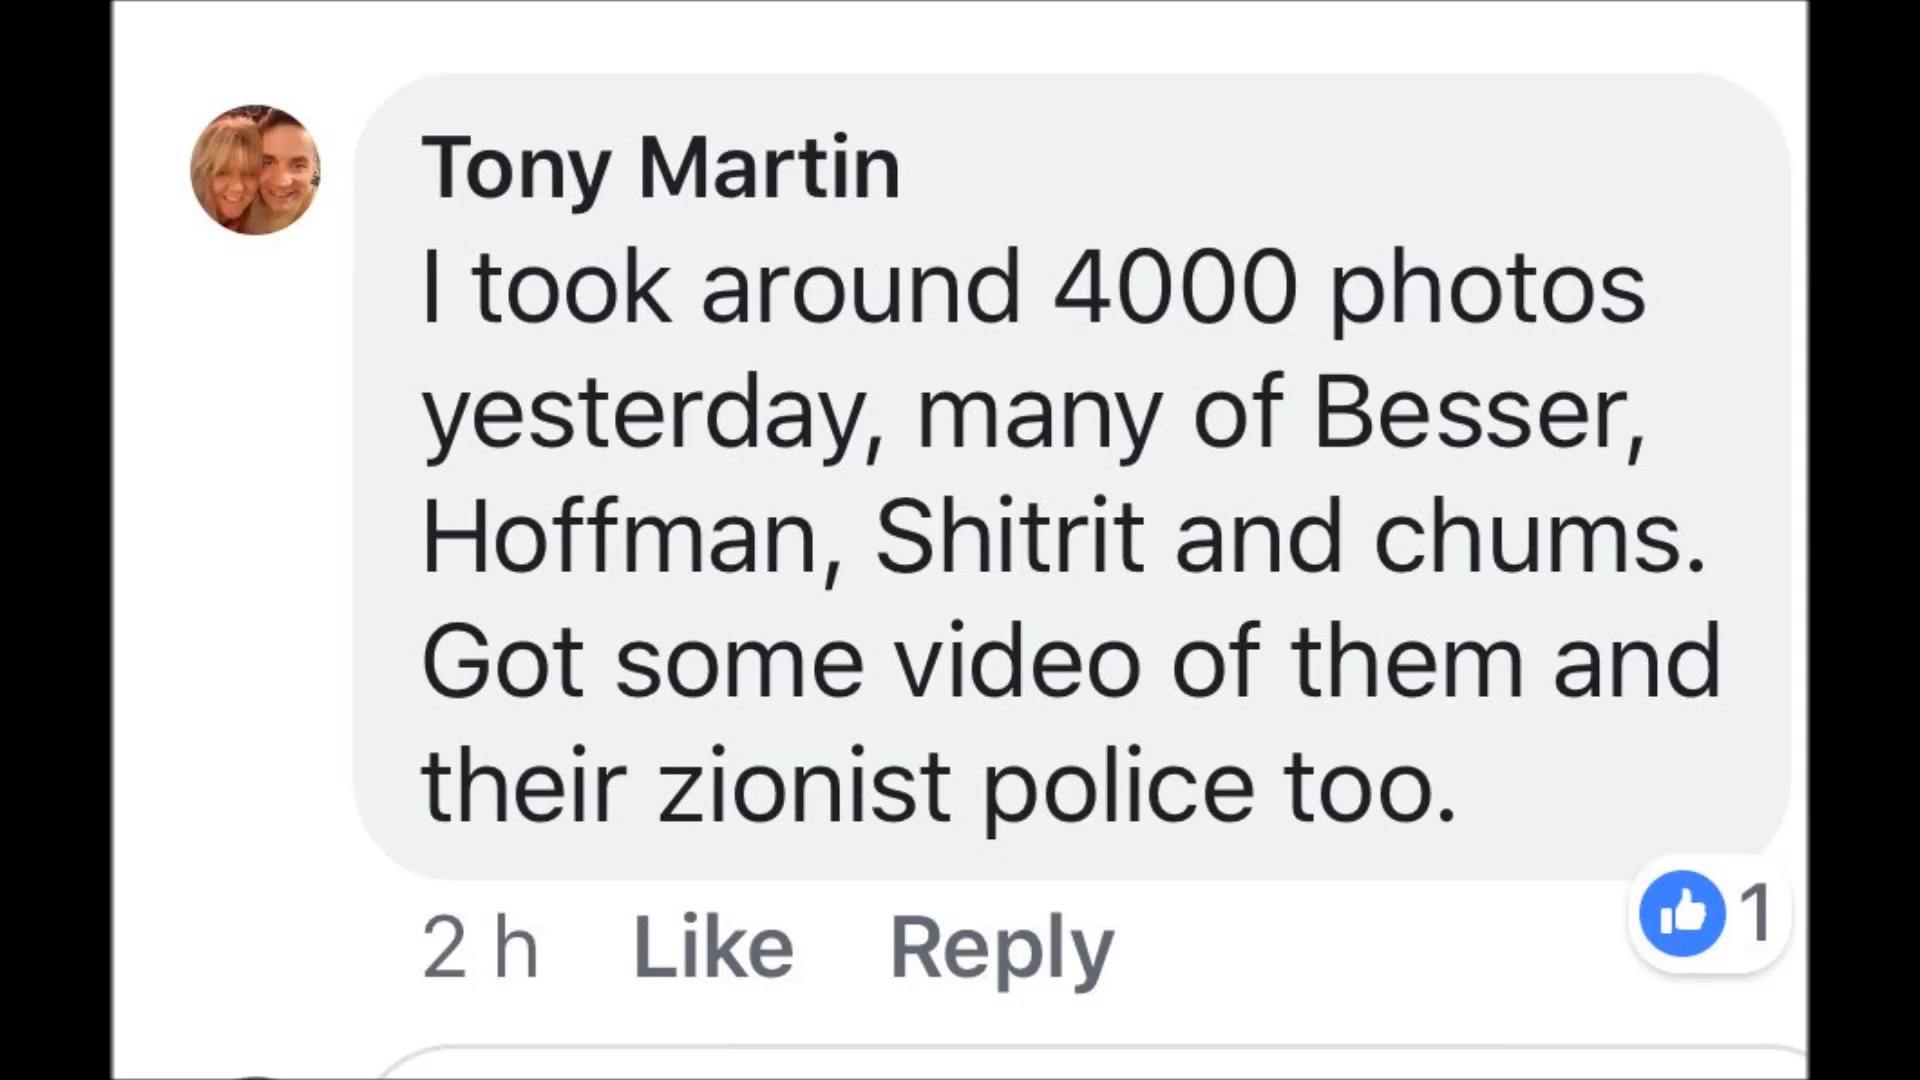 Tony Martin
I took around 4000 photos
yesterday, many of Besser,
Hoffman, Shitrit and chums.
Got some video of them and
their zionist police too.
2 h Like Reply
1